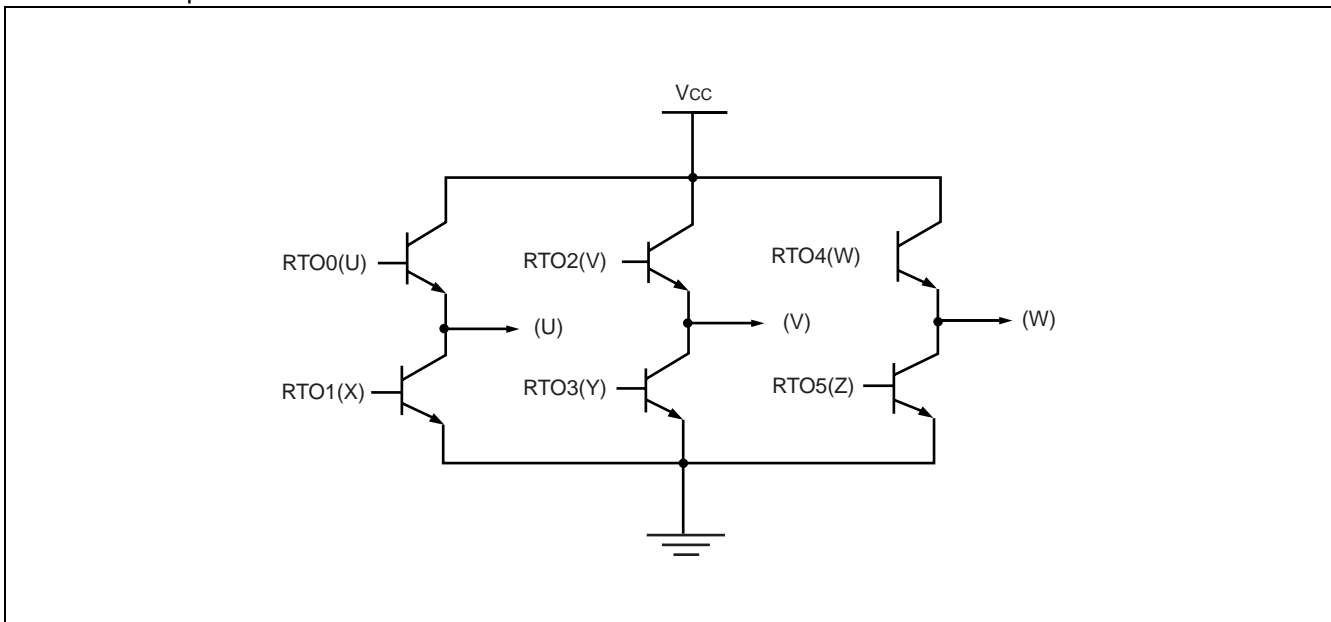 Vcc
RTO0(U)
RTO2(V)
RTO4(W)
(U)
(V)
(W)
RTO1(X)
RTO3(Y)
RTO5(Z)